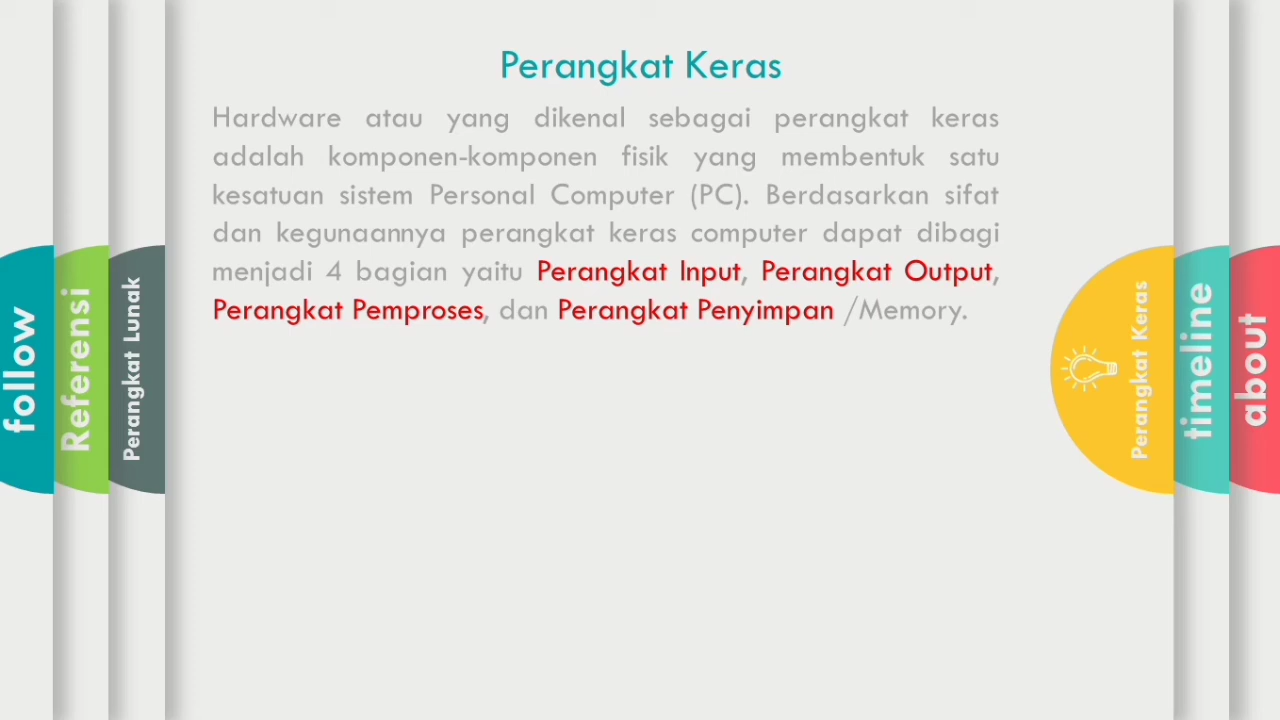 Perangkat Keras
Hardware atau yang dikenal sebagai perangkat keras
adalah komponen-komponen fisik yang membentuk satu
kesatuan sistem Personal Computer (PC). Berdasarkan sifat
dan kegunaannya perangkat keras computer dapat dibagi
menjadi 4 bagian yaitu Perangkat Input, Perangkat Output,
Perangkat Pemproses, dan Perangkat Penyimpan /Memory.
follow
Referensi
Perangkat Lunak
Perangkat Keras
timeline
about